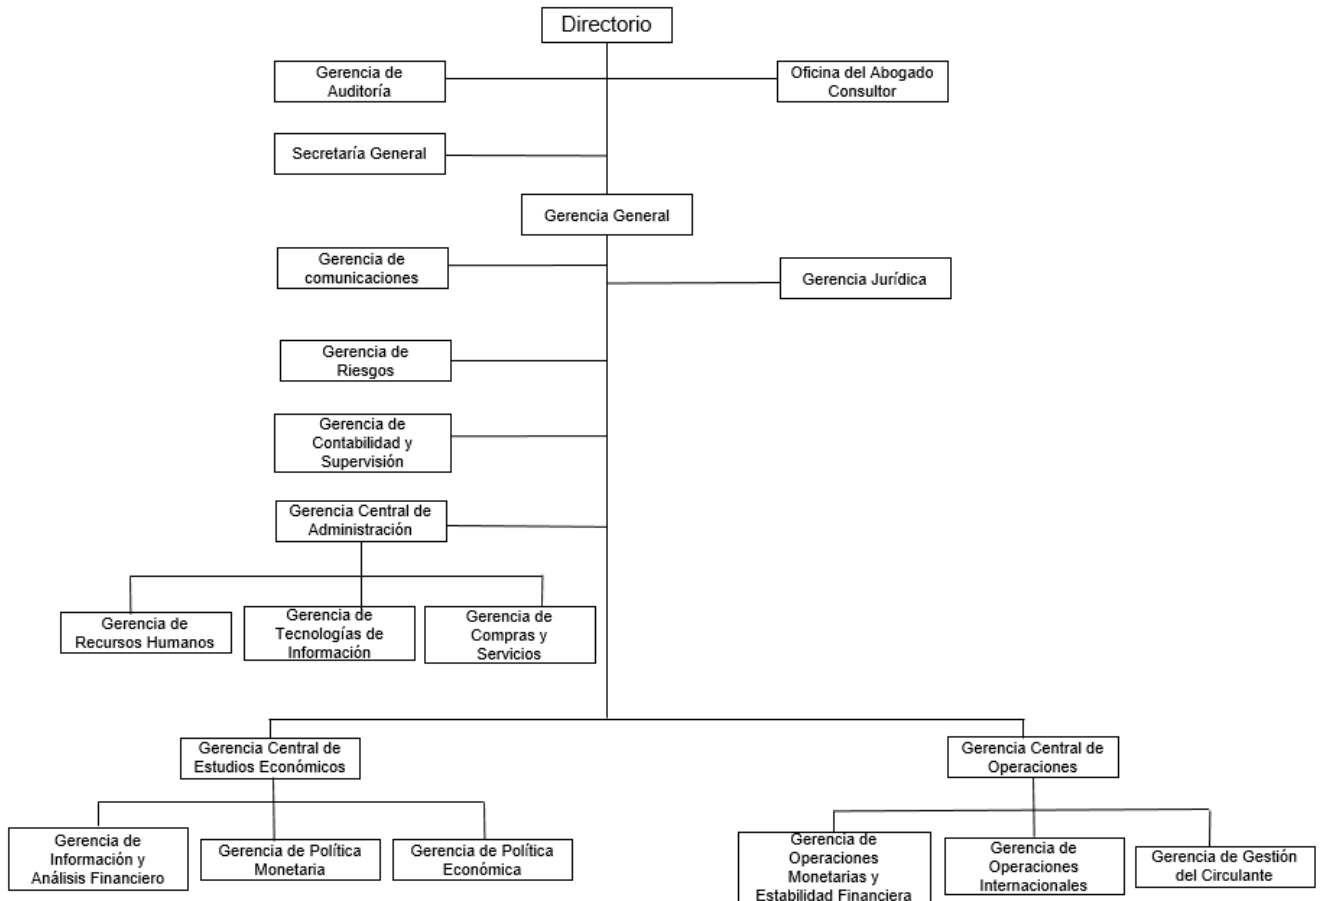 Directorio
Gerencia de
Auditoría
Oficina del Abogado
Consultor
Secretaría General
Gerencia General
Gerencia de
comunicaciones
Gerencia Jurídica
Gerencia de
Riesgos
Gerencia de
Contabilidad y
Supervisión
Gerencia Central de
Administración
Gerencia de
Recursos Humanos
Gerencia de
Tecnologías de
Información
Gerencia de
Compras y
Servicios
Gerencia Central de
Estudios Económicos
Gerencia Central de
Operaciones
Gerencia de
Información y
Análisis Financiero
Gerencia de Política
Monetaria
Gerencia de Política
Económica
Gerencia de
Operaciones
Monetarias y
Estabilidad Financiera
Gerencia de
Operaciones
Internacionales
Gerencia de Gestión
del Circulante